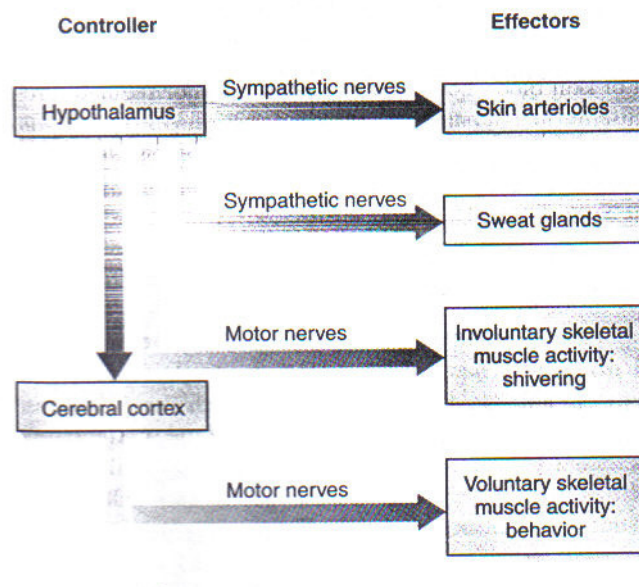 Controller
Effectors
Sympathetic nerves
Hypothalamus
Skin arterioles
Sympathetic nerves
Sweat glands
Motor nerves
Involuntary skeletal
muscle activity:
shivering
Cerebral cortex
Motor nerves
Voluntary skeletal
muscle activity:
behavior